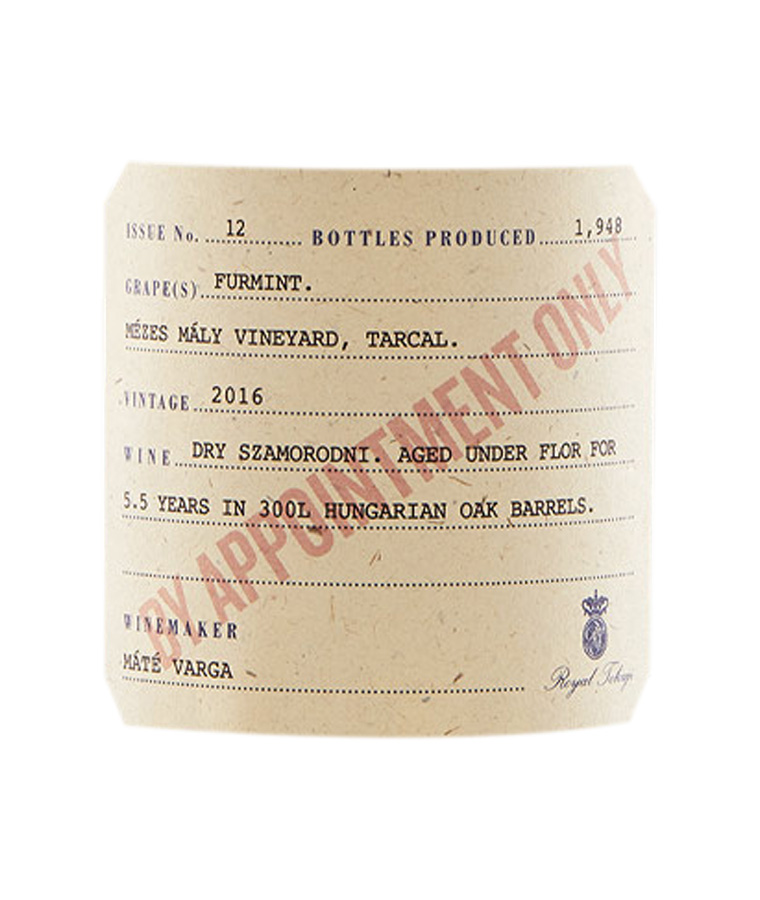 ISSUE No. 12 BOTTLES PRODUCED 1,948
GRAPE(S) FURMINT.
MÉZES MÁLY VINEYARD, TARCAL.
VINTAGE 2016
WINE DRY SZAMORODNI. AGED UNDER FLOR FOR
5.5 YEARS IN 300L HUNGARIAN OAK BARRELS.
BY APPOINTMENT ONLY
WINEMAKER
MÁTÉ VARGA
Royal Tokaji